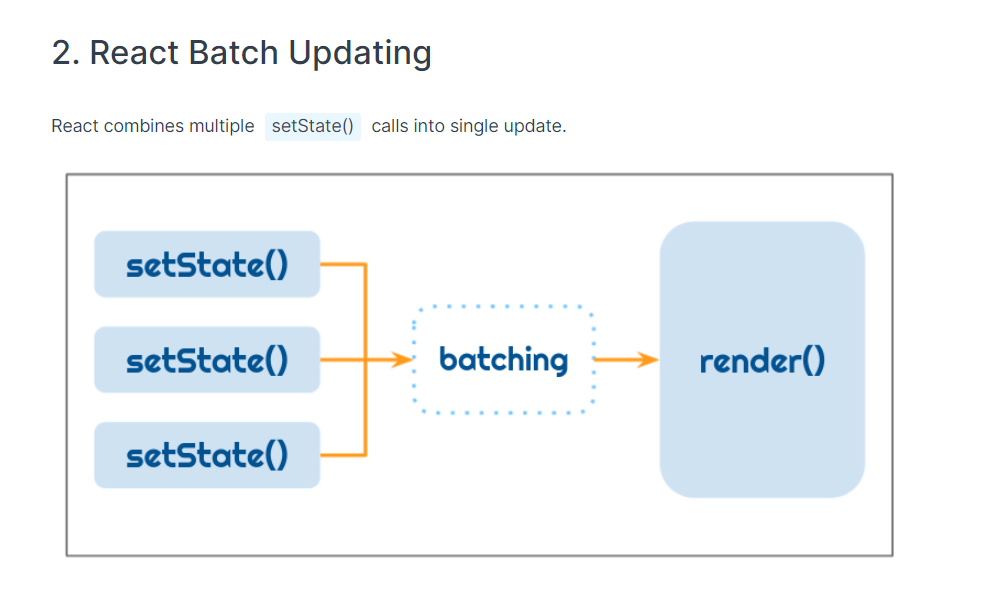 2. React Batch Updating
React combines multiple setState() calls into single update.
setState()
setState()
batching
render()
setState()